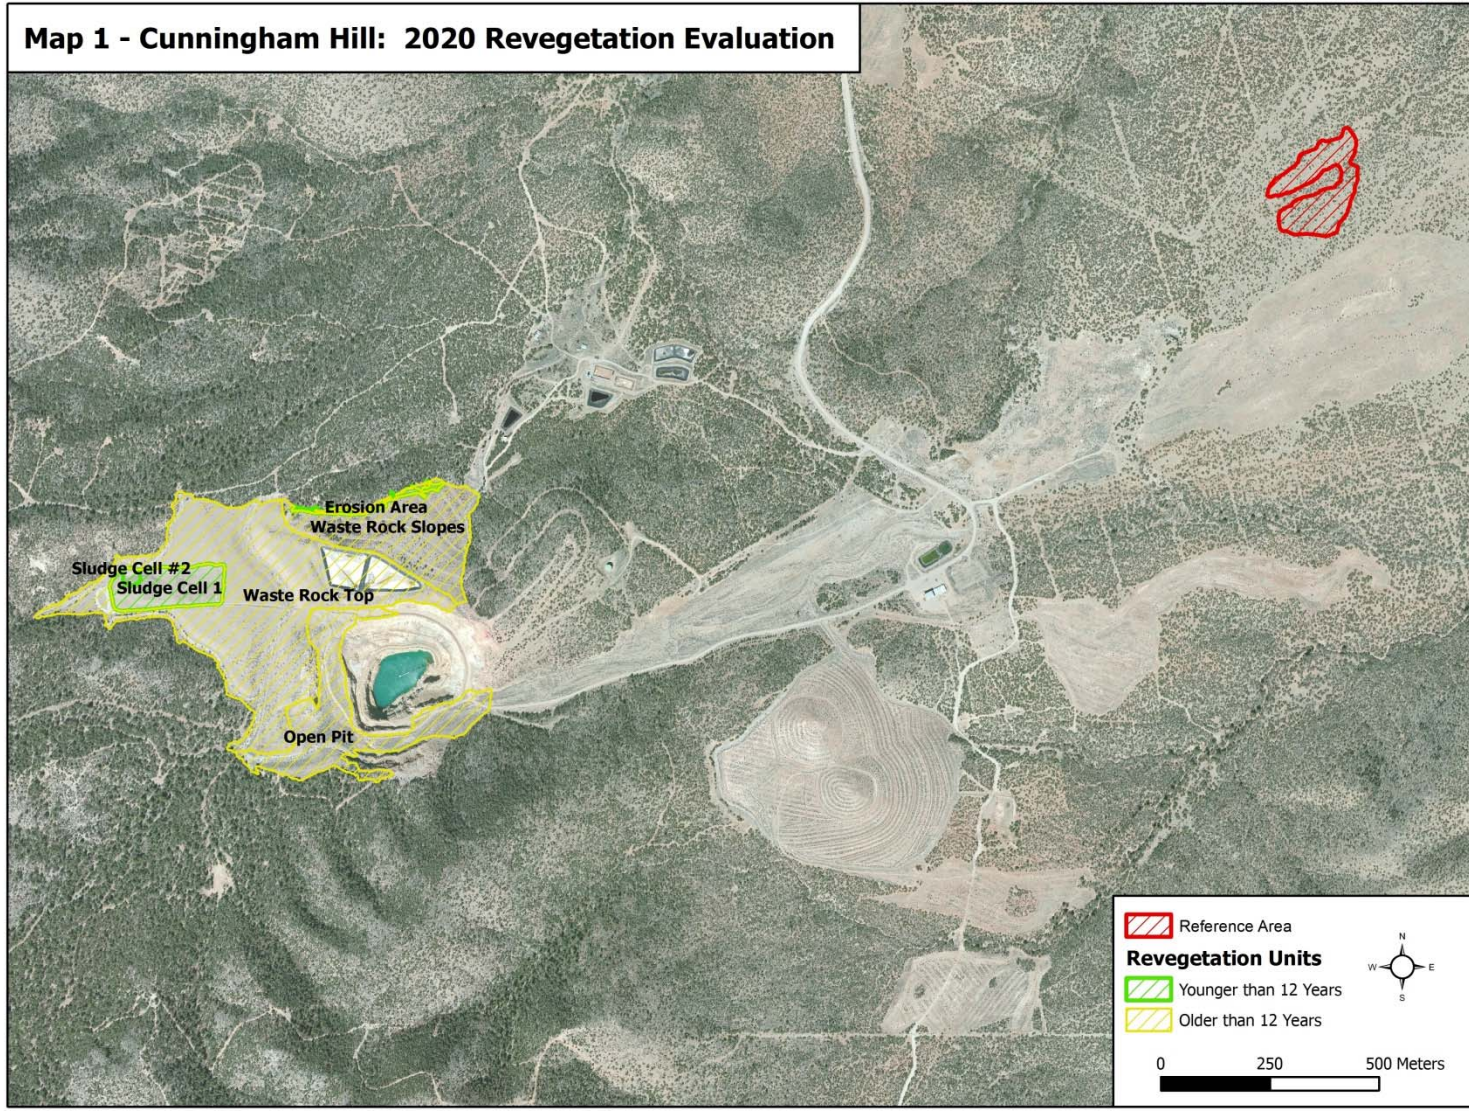 Map 1 - Cunningham Hill: 2020 Revegetation Evaluation
Erosion Area
Waste Rock Slopes
Sludge Cell #2
Sludge Cell 1
Waste Rock Top
Open Pit
Reference Area
Revegetation Units
Younger than 12 Years
Older than 12 Years
N
W E
S
0 250 500 Meters